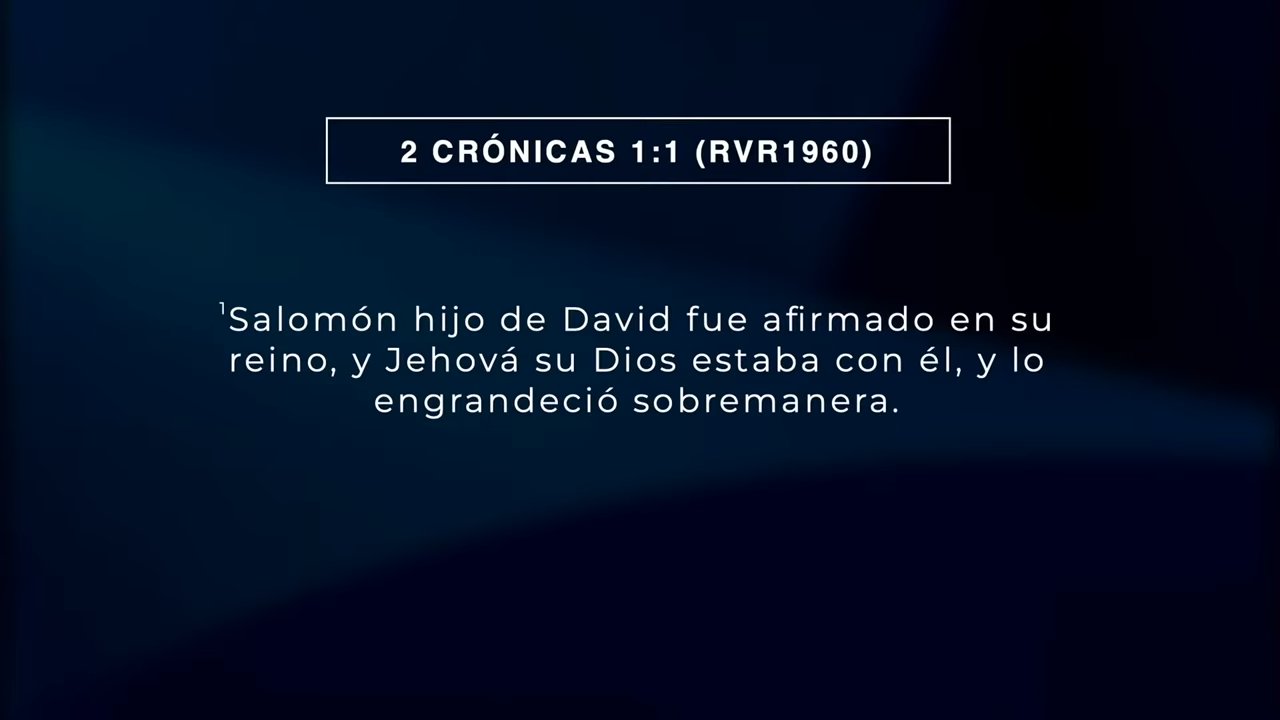 2 CRÓNICAS 1:1 (RVR1960)
¹Salomón hijo de David fue afirmado en su
reino, y Jehová su Dios estaba con él, y lo
engrandeció sobremanera.